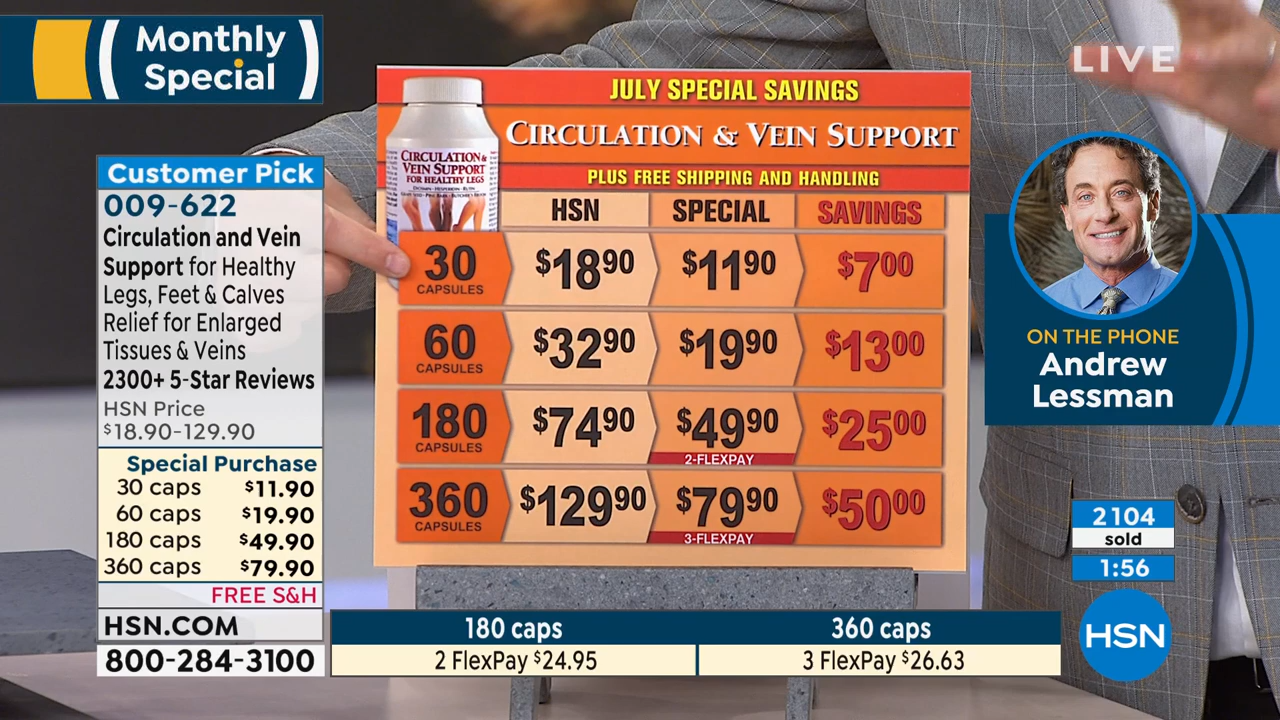 Monthly
Special
LIVE
Customer Pick
009-622
Circulation and Vein
Support for Healthy
Legs, Feet & Calves
Relief for Enlarged
Tissues & Veins
2300+ 5-Star Reviews
HSN Price
$18.90-129.90
Special Purchase
30 caps $11.90
60 caps $19.90
180 caps $49.90
360 caps $79.90
FREE S&H
HSN.COM
800-284-3100
JULY SPECIAL SAVINGS
CIRCULATION & VEIN SUPPORT
PLUS FREE SHIPPING AND HANDLING
CIRCULATION &
VEIN SUPPORT
FOR HEALTHY LEGS
HSN SPECIAL SAVINGS
30 CAPSULES $18.90 $11.90 $7.00
60 CAPSULES $32.90 $19.90 $13.00
180 CAPSULES $74.90 $49.90 $25.00
2-FLEXPAY
360 CAPSULES $129.90 $79.90 $50.00
3-FLEXPAY
ON THE PHONE
Andrew
Lessman
2104
sold
1:56
HSN
180 caps 360 caps
2 FlexPay $24.95 3 FlexPay $26.63